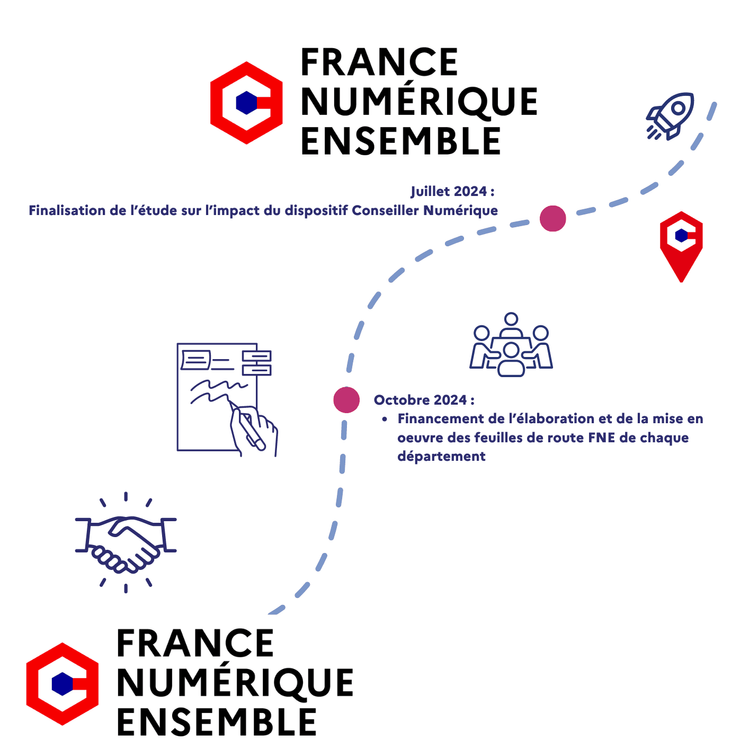 FRANCE
NUMÉRIQUE
ENSEMBLE
Juillet 2024 :
Finalisation de l'étude sur l'impact du dispositif Conseiller Numérique
Octobre 2024 :
• Financement de l'élaboration et de la mise en
oeuvre des feuilles de route FNE de chaque
département
FRANCE
NUMÉRIQUE
ENSEMBLE